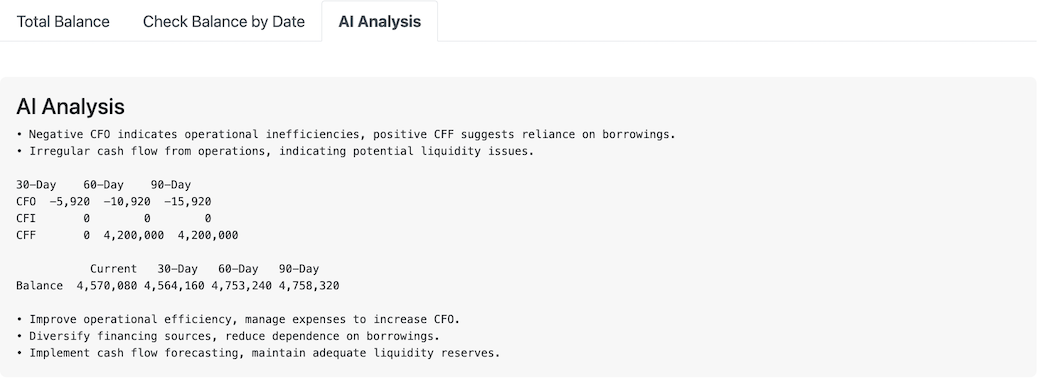 Total Balance Check Balance by Date AI Analysis
AI Analysis
• Negative CFO indicates operational inefficiencies, positive CFF suggests reliance on borrowings.
• Irregular cash flow from operations, indicating potential liquidity issues.
30-Day 60-Day 90-Day
CFO -5,920 -10,920 -15,920
CFI 0 0 0
CFF 0 4,200,000 4,200,000
Current 30-Day 60-Day 90-Day
Balance 4,570,080 4,564,160 4,753,240 4,758,320
• Improve operational efficiency, manage expenses to increase CFO.
• Diversify financing sources, reduce dependence on borrowings.
• Implement cash flow forecasting, maintain adequate liquidity reserves.